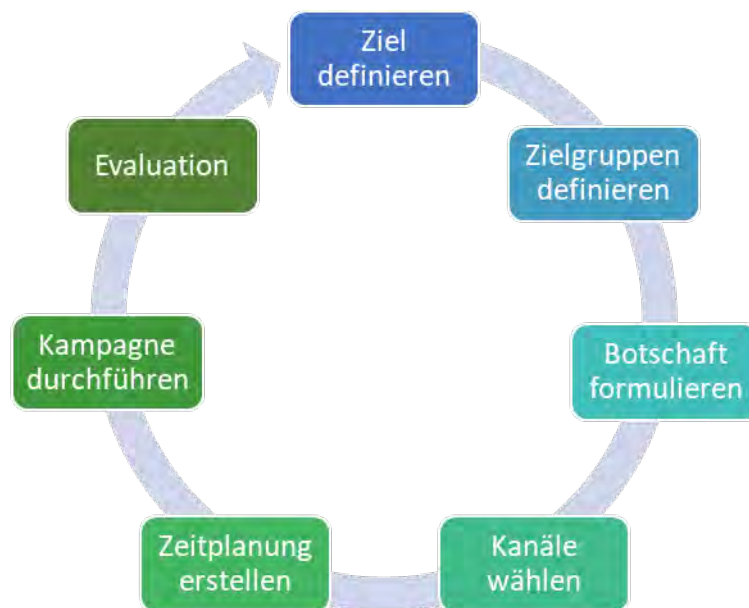 Ziel
definieren
Zielgruppen
definieren
Botschaft
formulieren
Kanäle
wählen
Zeitplanung
erstellen
Kampagne
durchführen
Evaluation